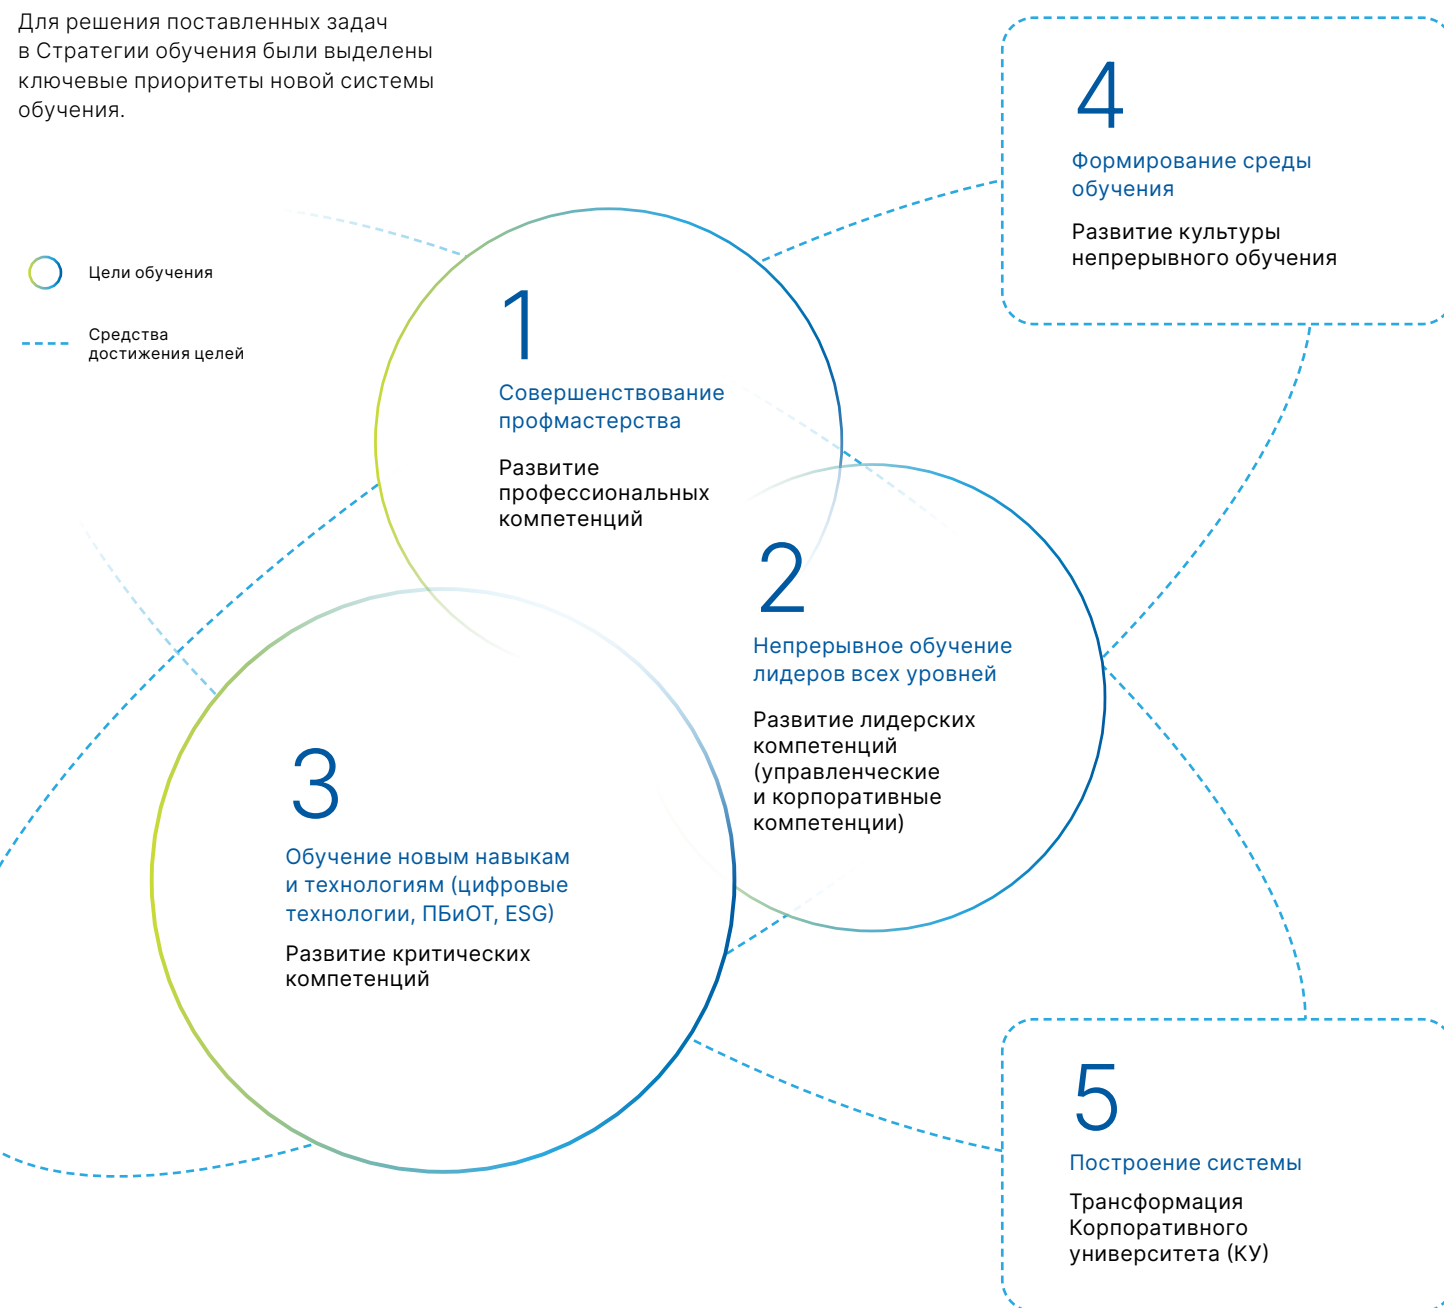 Для решения поставленных задач
в Стратегии обучения были выделены
ключевые приоритеты новой системы
обучения.
Цели обучения
Средства
достижения целей
1
Совершенствование
профмастерства
Развитие
профессиональных
компетенций
2
Непрерывное обучение
лидеров всех уровней
Развитие лидерских
компетенций
(управленческие
и корпоративные
компетенции)
3
Обучение новым навыкам
и технологиям (цифровые
технологии, ПБиОТ, ESG)
Развитие критических
компетенций
4
Формирование среды
обучения
Развитие культуры
непрерывного обучения
5
Построение системы
Трансформация
Корпоративного
университета (КУ)